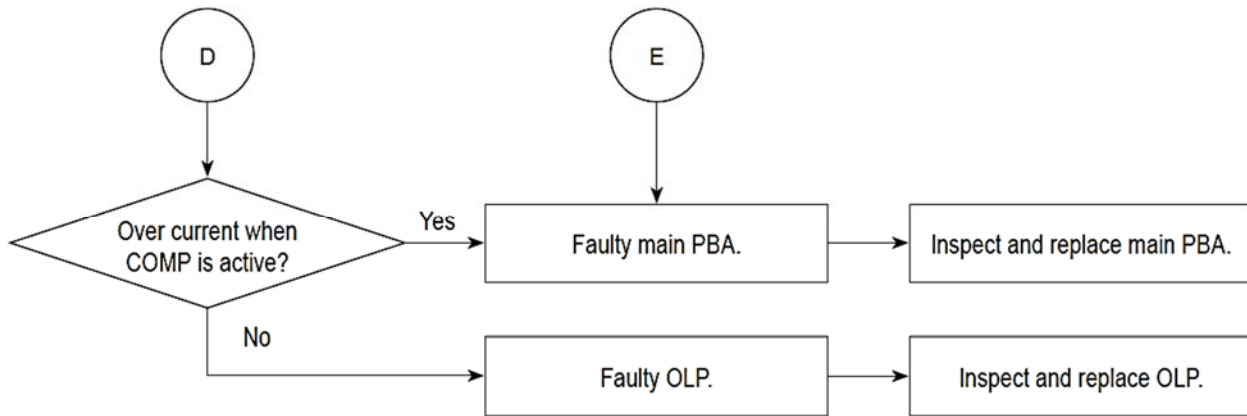 D
E
Over current when
COMP is active?
Yes
Faulty main PBA.
Inspect and replace main PBA.
No
Faulty OLP.
Inspect and replace OLP.